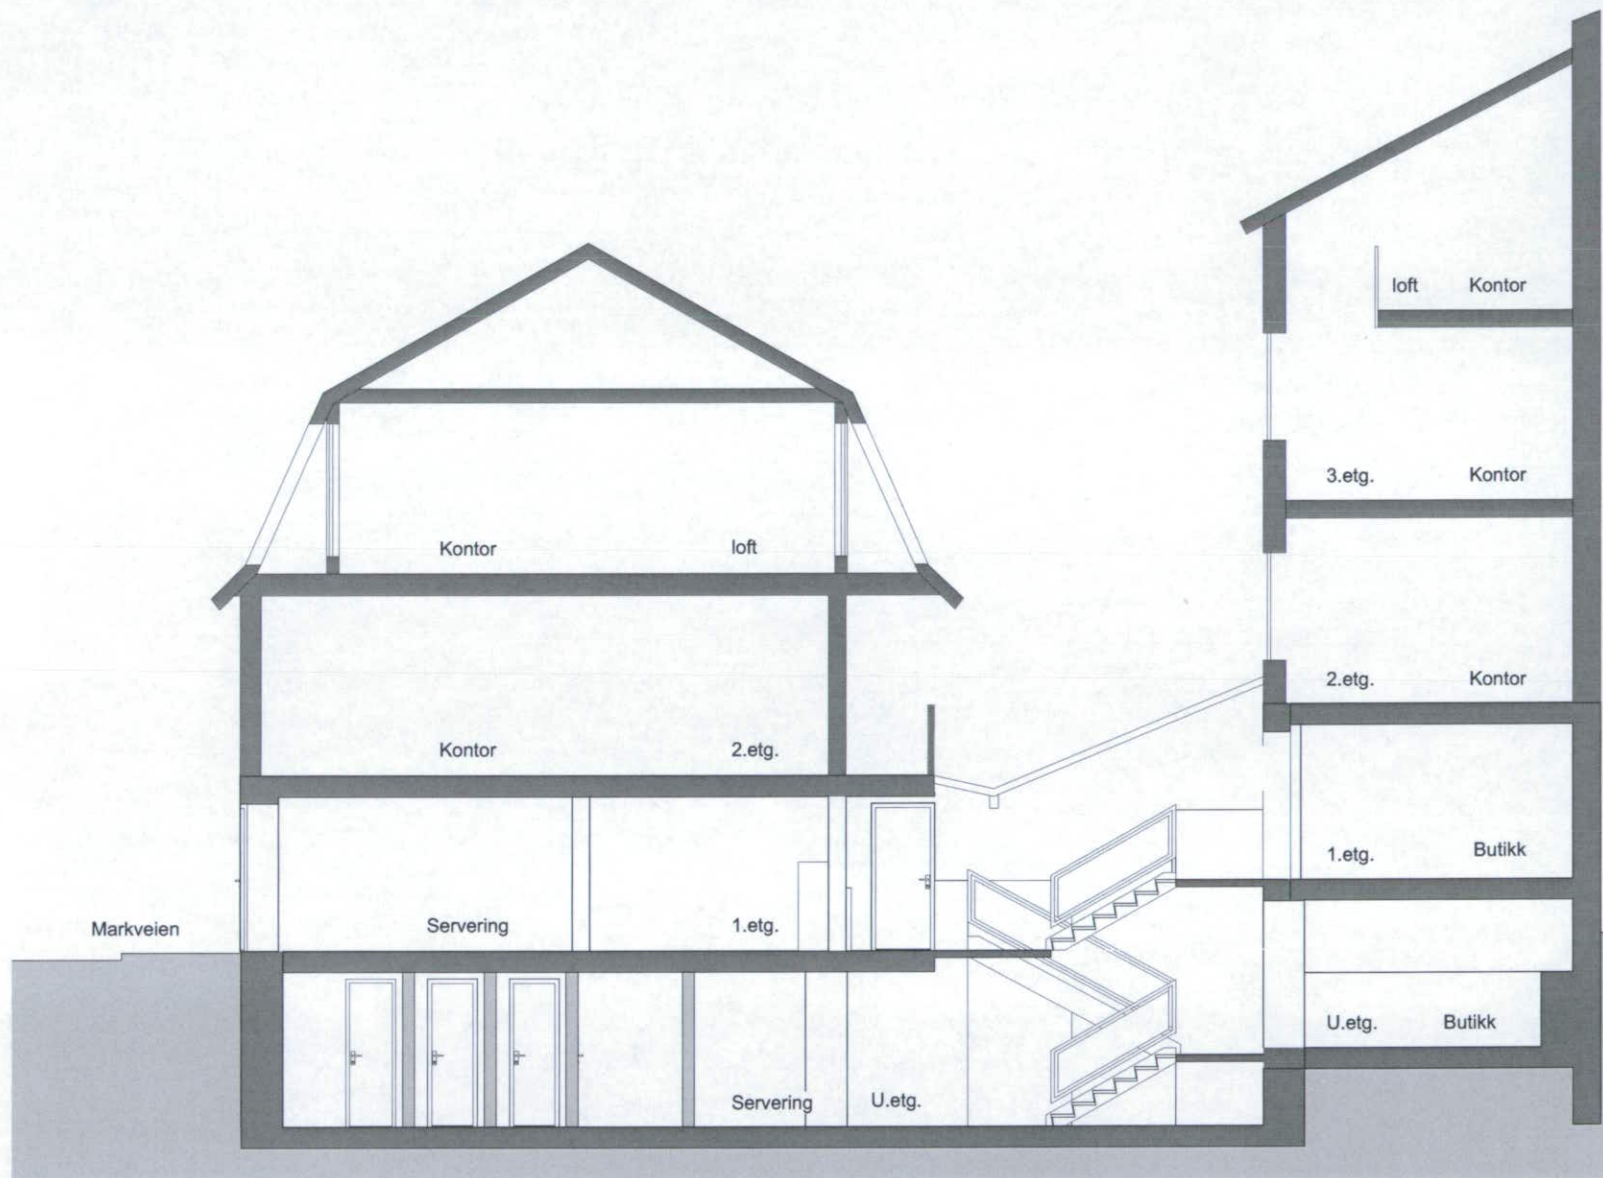 loft Kontor
3.etg. Kontor
Kontor loft
2.etg. Kontor
Kontor 2.etg.
1.etg. Butikk
Markveien
Servering 1.etg.
U.etg. Butikk
Servering U.etg.